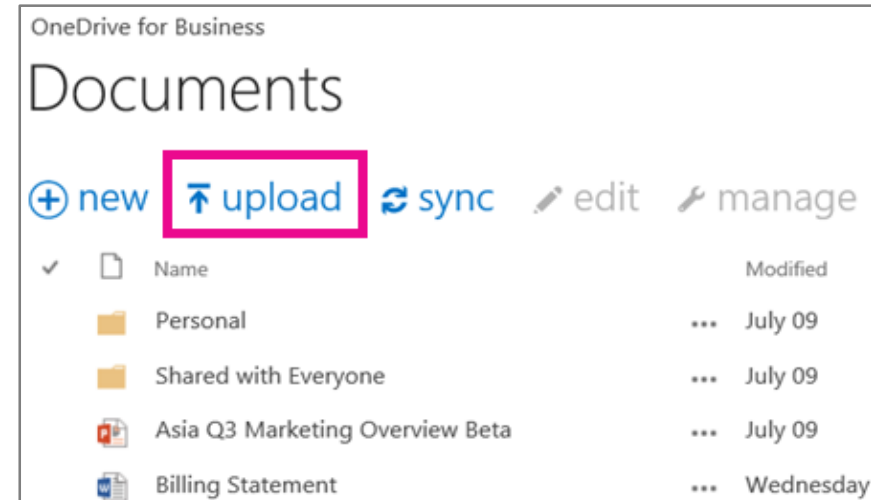 OneDrive for Business
Documents
new upload sync edit manage
Name Modified
Personal ... July 09
Shared with Everyone ... July 09
Asia Q3 Marketing Overview Beta ... July 09
Billing Statement ... Wednesday